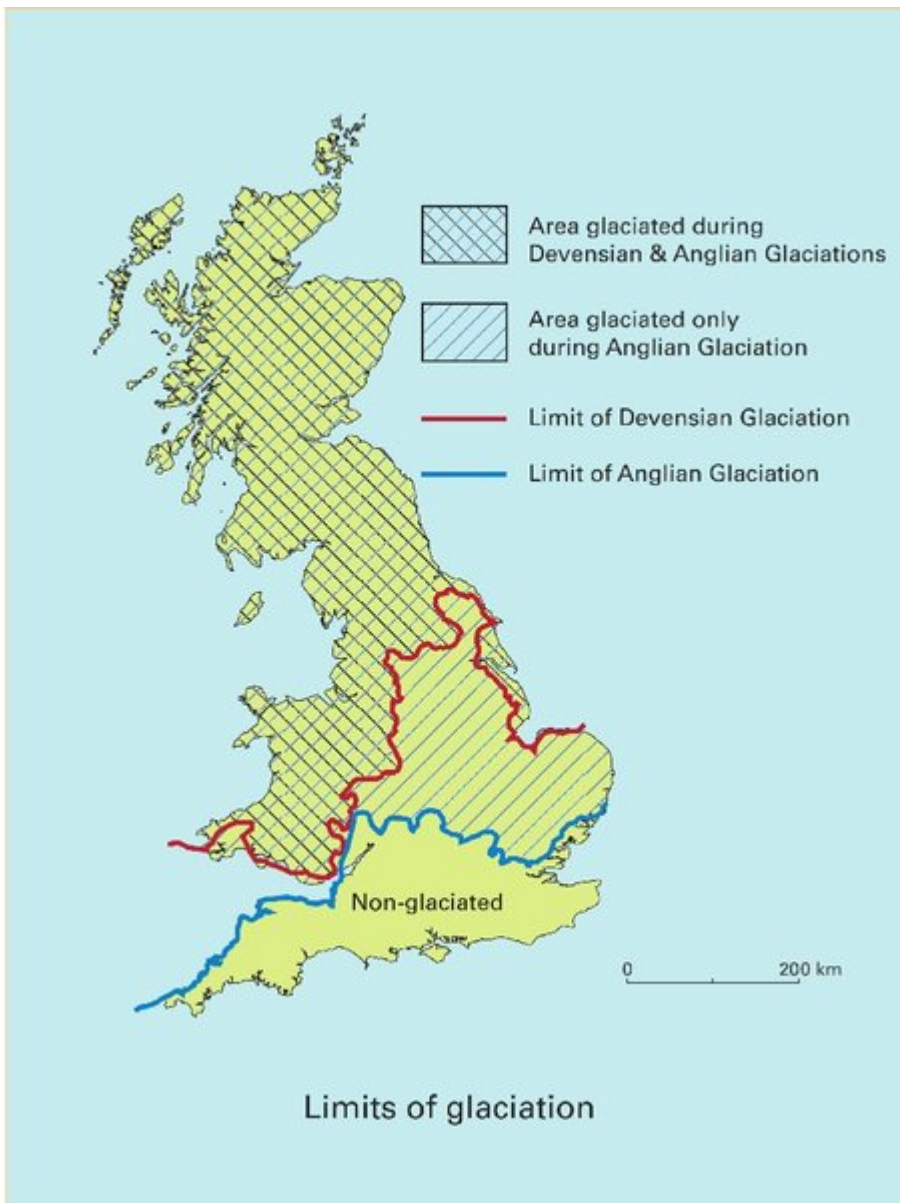 Area glaciated during
Devensian & Anglian Glaciations
Area glaciated only
during Anglian Glaciation
Limit of Devensian Glaciation
Limit of Anglian Glaciation
Non-glaciated
0 200 km
Limits of glaciation